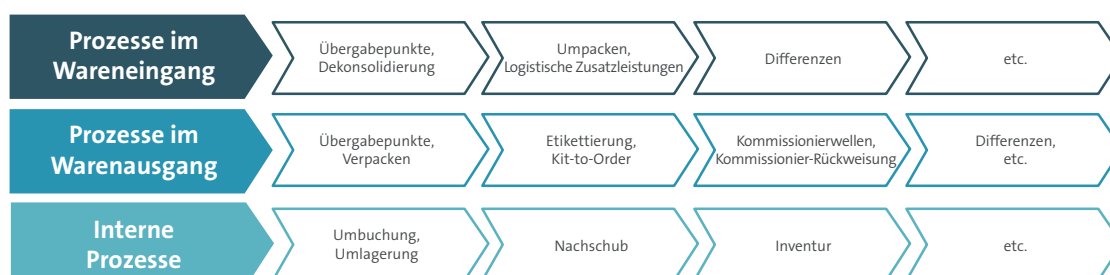 Prozesse im
Wareneingang
Übergabepunkte,
Dekonsolidierung
Umpacken,
Logistische Zusatzleistungen
Differenzen
etc.
Prozesse im
Warenausgang
Übergabepunkte,
Verpacken
Etikettierung,
Kit-to-Order
Kommissionierwellen,
Kommissionier-Rückweisung
Differenzen,
etc.
Interne
Prozesse
Umbuchung,
Umlagerung
Nachschub
Inventur
etc.